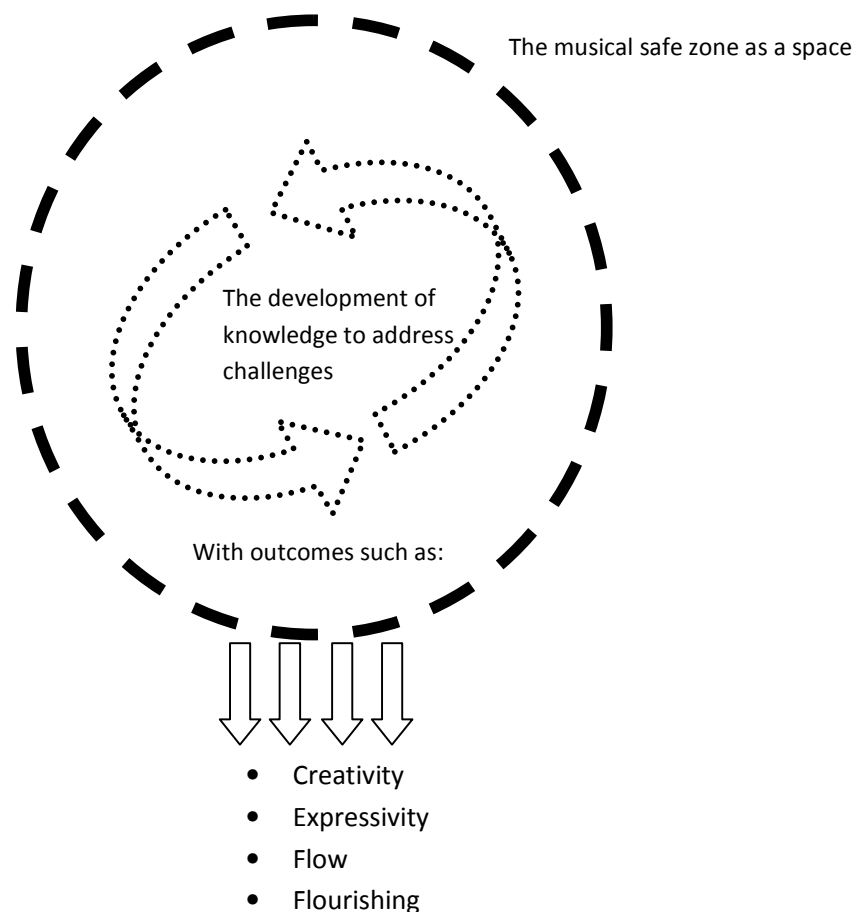 The musical safe zone as a space
The development of
knowledge to address
challenges
With outcomes such as:
• Creativity
• Expressivity
• Flow
• Flourishing